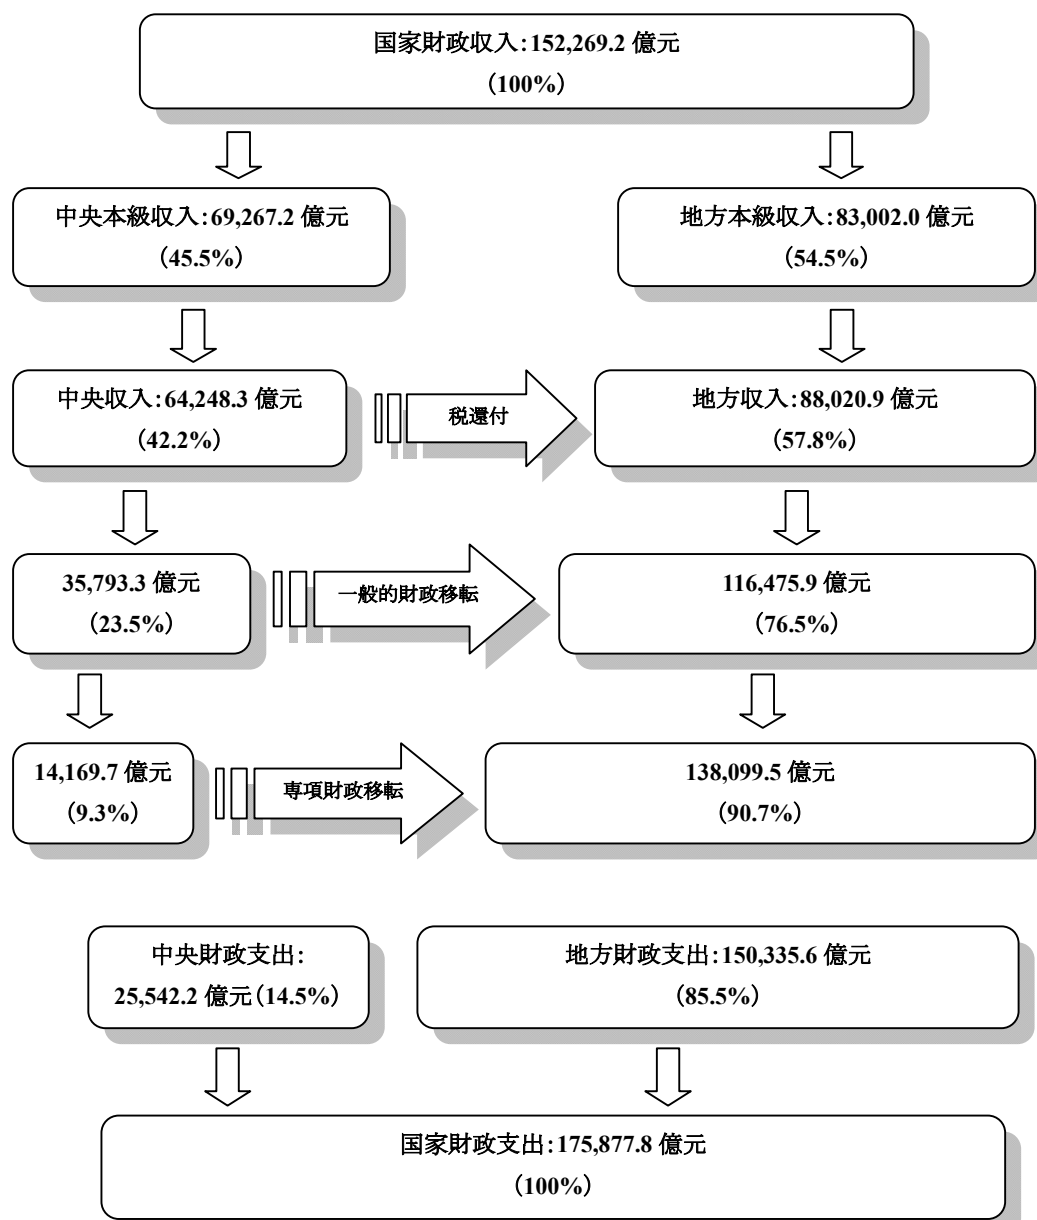 国家財政収入:152,269.2 億元
(100%)
中央本級収入:69,267.2 億元
(45.5%)
地方本級収入:83,002.0 億元
(54.5%)
中央収入:64,248.3 億元
(42.2%)
税還付
地方収入:88,020.9 億元
(57.8%)
35,793.3 億元
(23.5%)
一般的財政移転
116,475.9 億元
(76.5%)
14,169.7 億元
(9.3%)
専項財政移転
138,099.5 億元
(90.7%)
中央財政支出:
25,542.2 億元(14.5%)
地方財政支出:150,335.6 億元
(85.5%)
国家財政支出:175,877.8 億元
(100%)